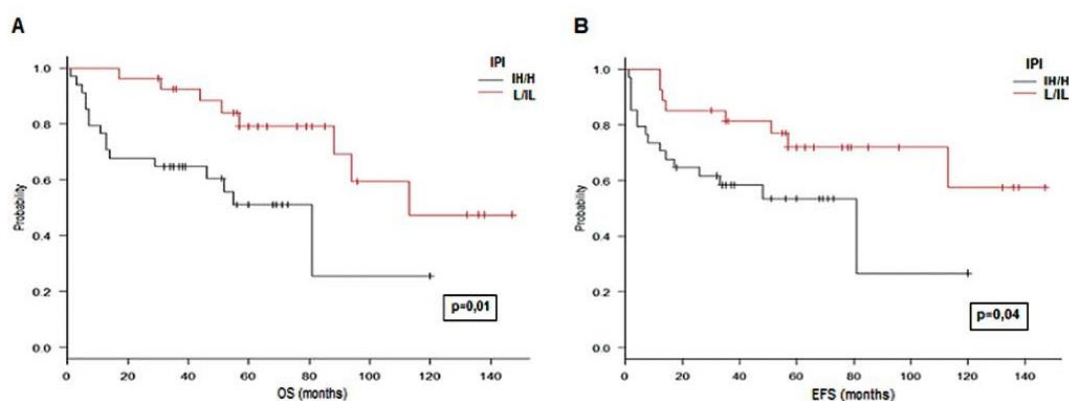 A
IPI
IH/H
L/IL
1.0
0.8
0.6
0.4
0.2
0.0
Probability
p=0,01
0 20 40 60 80 100 120 140
OS (months)
B
IPI
IH/H
L/IL
1.0
0.8
0.6
0.4
0.2
0.0
Probability
p=0,04
0 20 40 60 80 100 120 140
EFS (months)